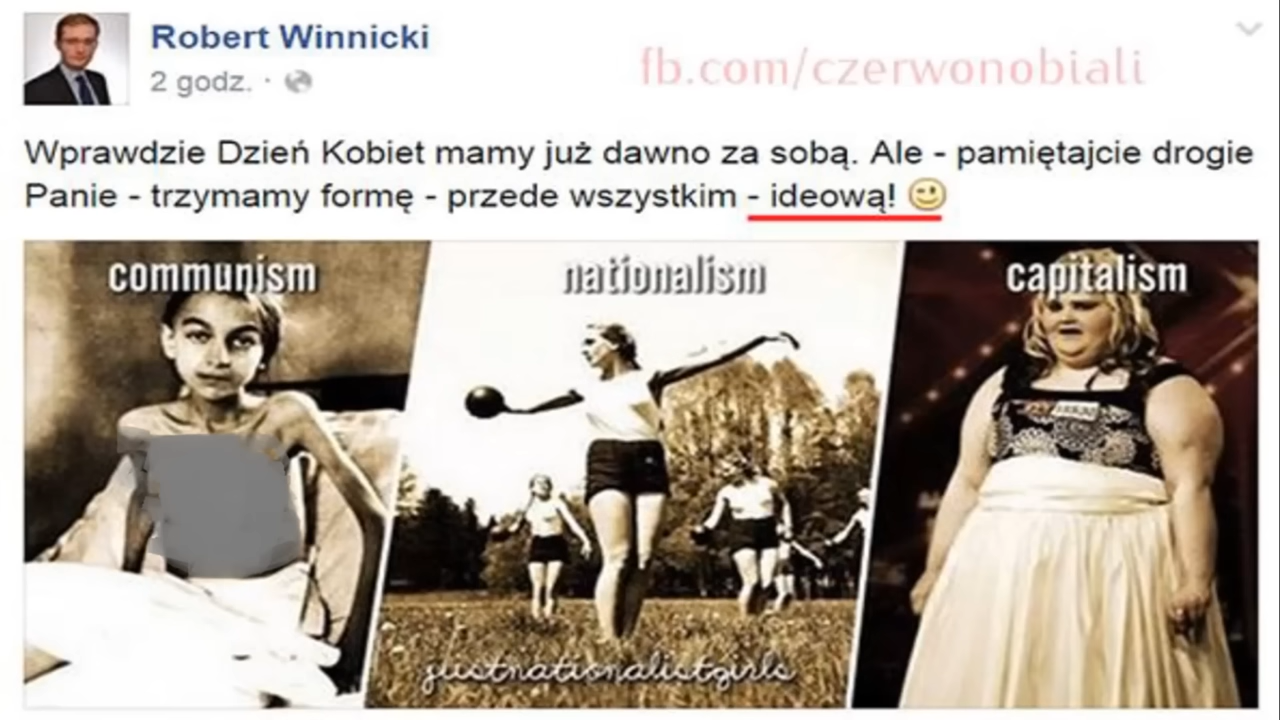 Robert Winnicki
2 godz. ·
fb.com/czerwonobiali
Wprawdzie Dzień Kobiet mamy już dawno za sobą. Ale - pamiętajcie drogie
Panie - trzymamy formę - przede wszystkim - ideową!
communism
nationalism
capitalism
justnationalistgirls